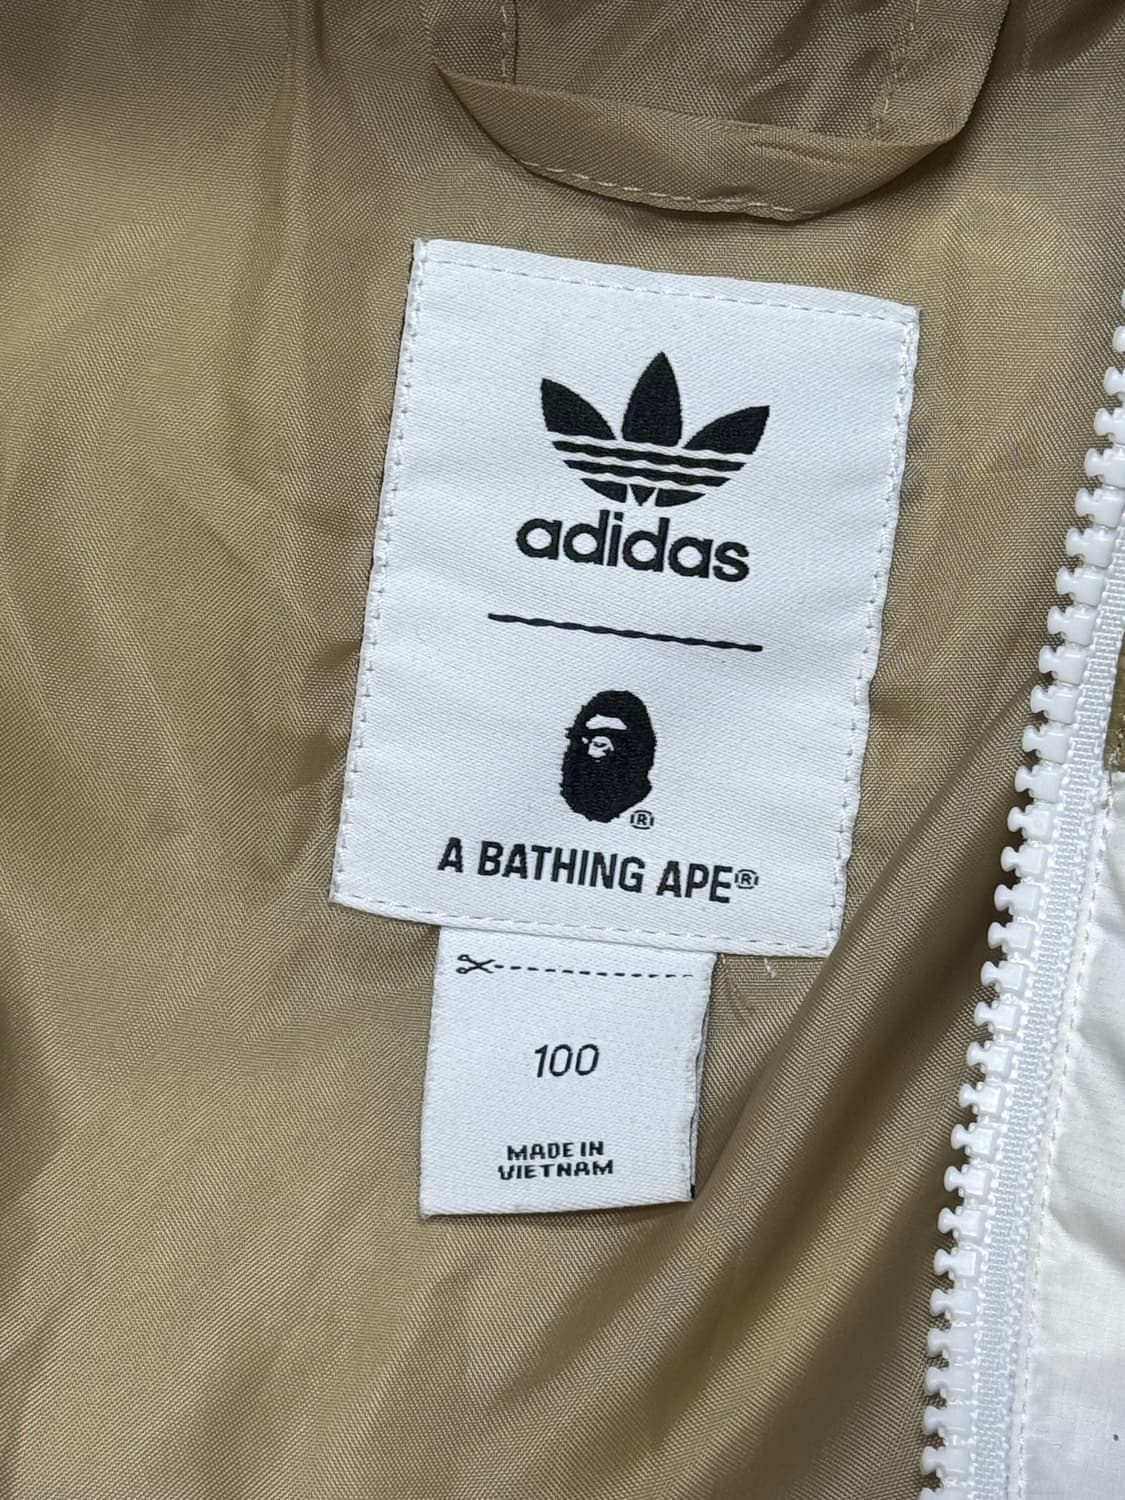 adidas
®
A BATHING APE®
100
MADE IN
VIETNAM